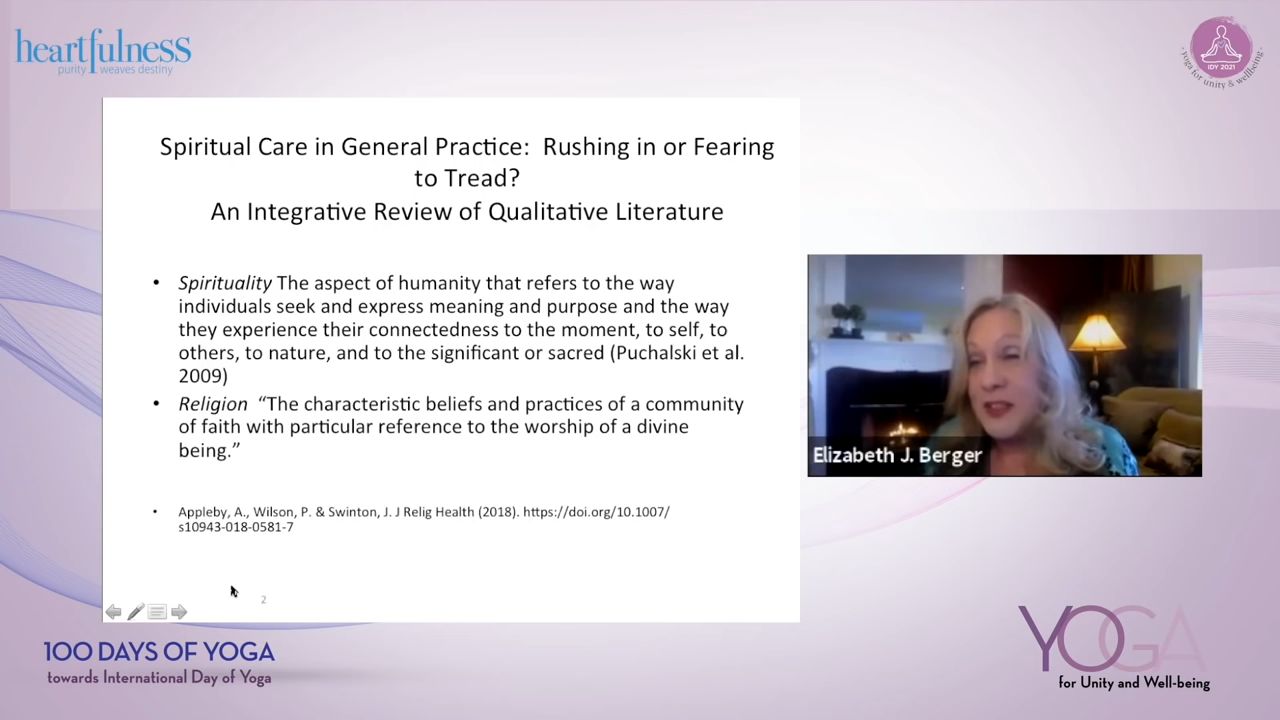 heartfulness
purity weaves destiny
IDY 2021
yoga for unity & wellbeing
Spiritual Care in General Practice: Rushing in or Fearing
to Tread?
An Integrative Review of Qualitative Literature
• Spirituality The aspect of humanity that refers to the way
individuals seek and express meaning and purpose and the way
they experience their connectedness to the moment, to self, to
others, to nature, and to the significant or sacred (Puchalski et al.
2009)
• Religion “The characteristic beliefs and practices of a community
of faith with particular reference to the worship of a divine
being.”
• Appleby, A., Wilson, P. & Swinton, J. J Relig Health (2018). https://doi.org/10.1007/
s10943-018-0581-7
2
Elizabeth J. Berger
100 DAYS OF YOGA
towards International Day of Yoga
YOGA
for Unity and Well-being